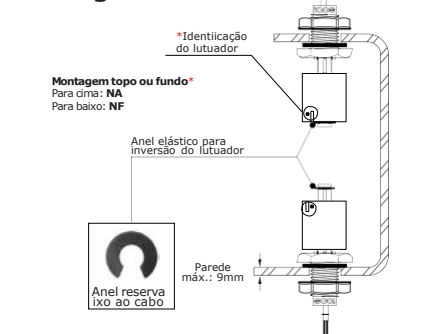 *Identiicação
do lutuador
Montagem topo ou fundo*
Para cima: NA
Para baixo: NF
Anel elástico para
inversão do lutuador
Anel reserva
ixo ao cabo
Parede
máx.: 9mm